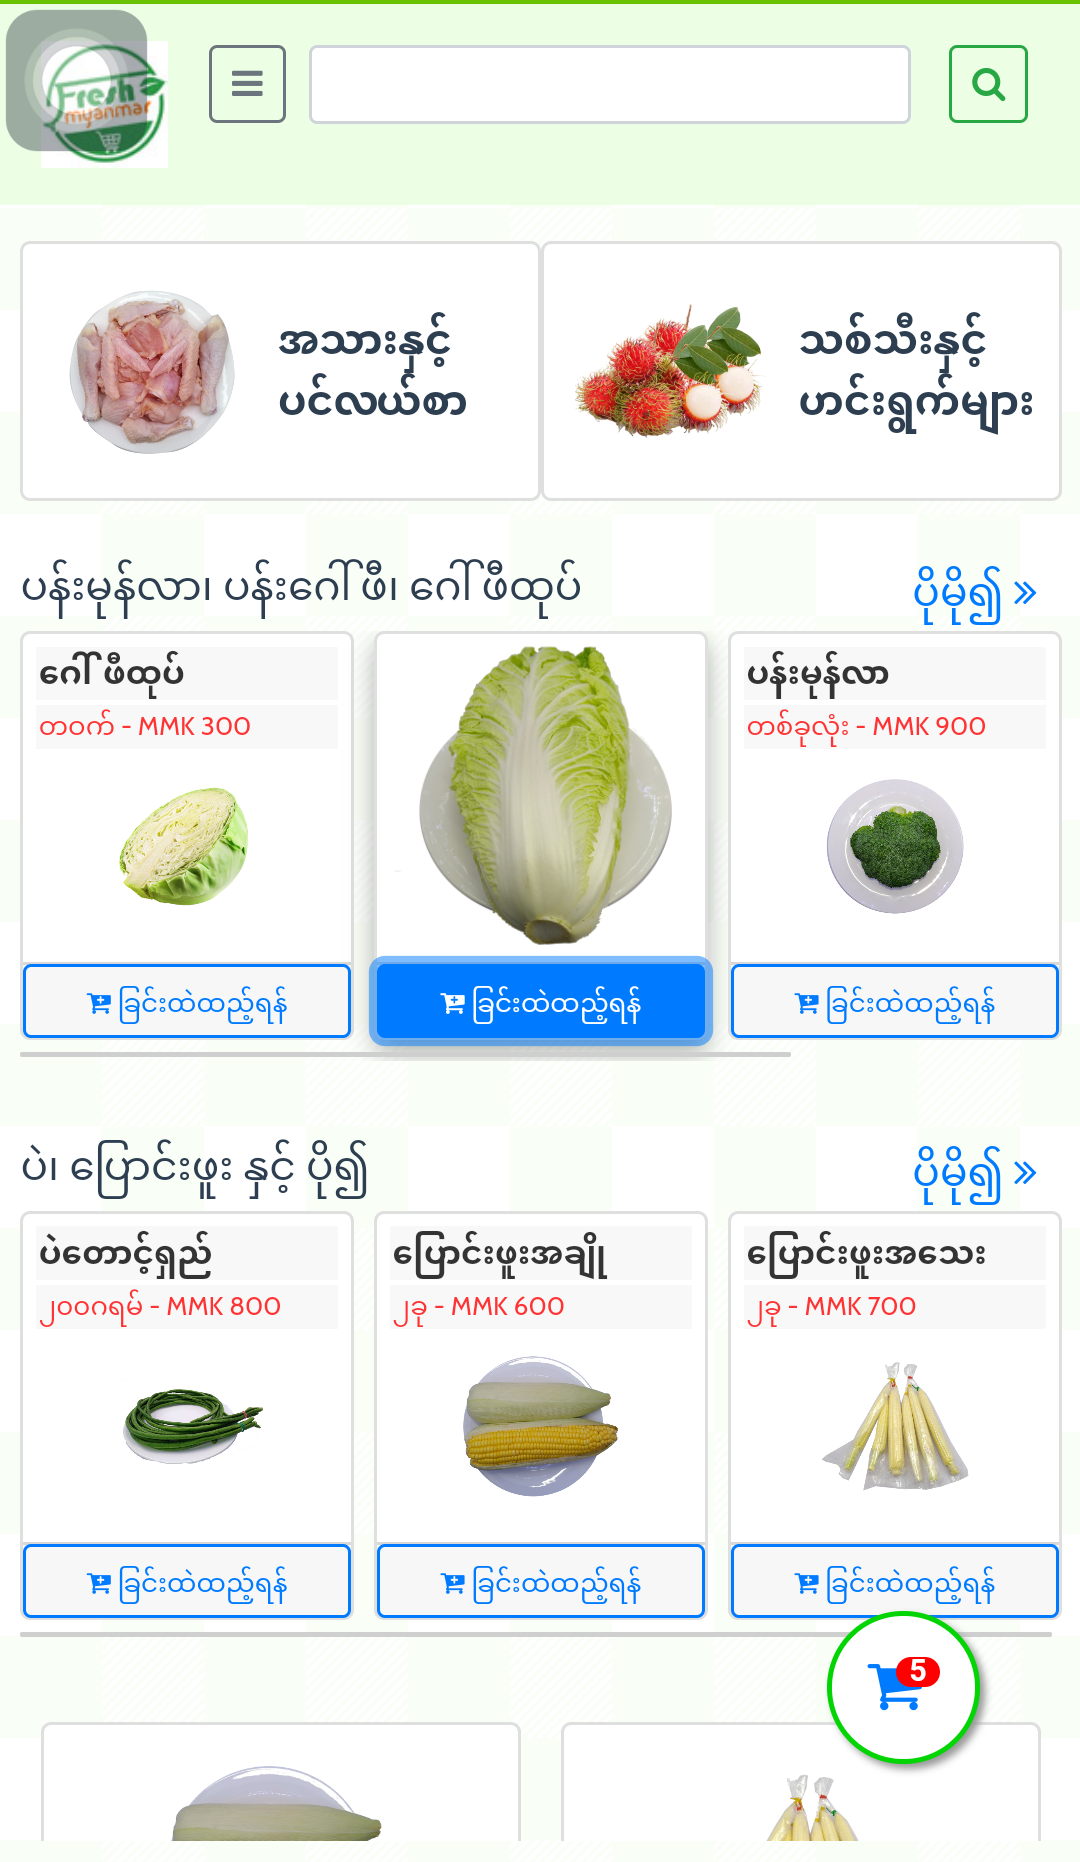 Fresh
myanmar
အသားနှင့်
ပင်လယ်စာ
သစ်သီးနှင့်
ဟင်းရွက်များ
ပန်းမုန်လာ၊ ပန်းဂေါ်ဖီ၊ ဂေါ်ဖီထုပ်
ပိုမို၍ »
ဂေါ်ဖီထုပ်
တဝက် - MMK 300
ပန်းမုန်လာ
တစ်ခုလုံး - MMK 900
ခြင်းထဲထည့်ရန်
ခြင်းထဲထည့်ရန်
ခြင်းထဲထည့်ရန်
ပဲ၊ ပြောင်းဖူး နှင့် ပို၍
ပိုမို၍ »
ပဲတောင့်ရှည်
၂၀၀ဂရမ် - MMK 800
ပြောင်းဖူးအချို
၂ခု - MMK 600
ပြောင်းဖူးအသေး
၂ခု - MMK 700
ခြင်းထဲထည့်ရန်
ခြင်းထဲထည့်ရန်
ခြင်းထဲထည့်ရန်
5